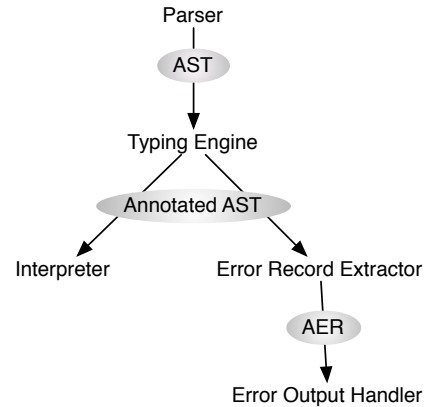 Parser
AST
Typing Engine
Annotated AST
Interpreter
Error Record Extractor
AER
Error Output Handler